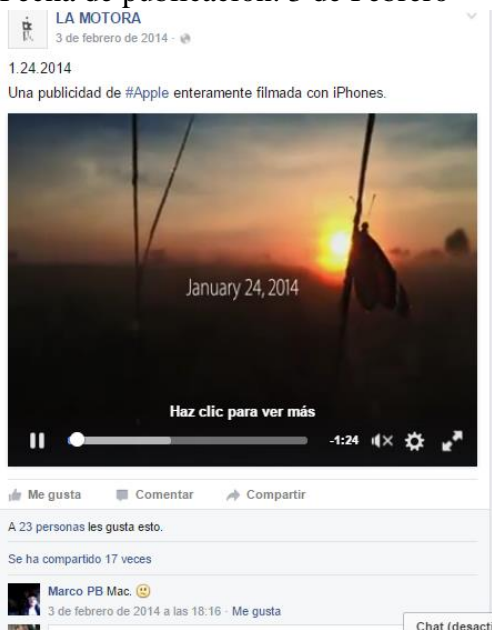 LA MOTORA
3 de febrero de 2014 ·
1.24.2014
Una publicidad de #Apple enteramente filmada con iPhones.
January 24, 2014
Haz clic para ver más
-1:24
Me gusta Comentar Compartir
A 23 personas les gusta esto.
Se ha compartido 17 veces
Marco PB Mac.
3 de febrero de 2014 a las 18:16 · Me gusta
Chat (desacti